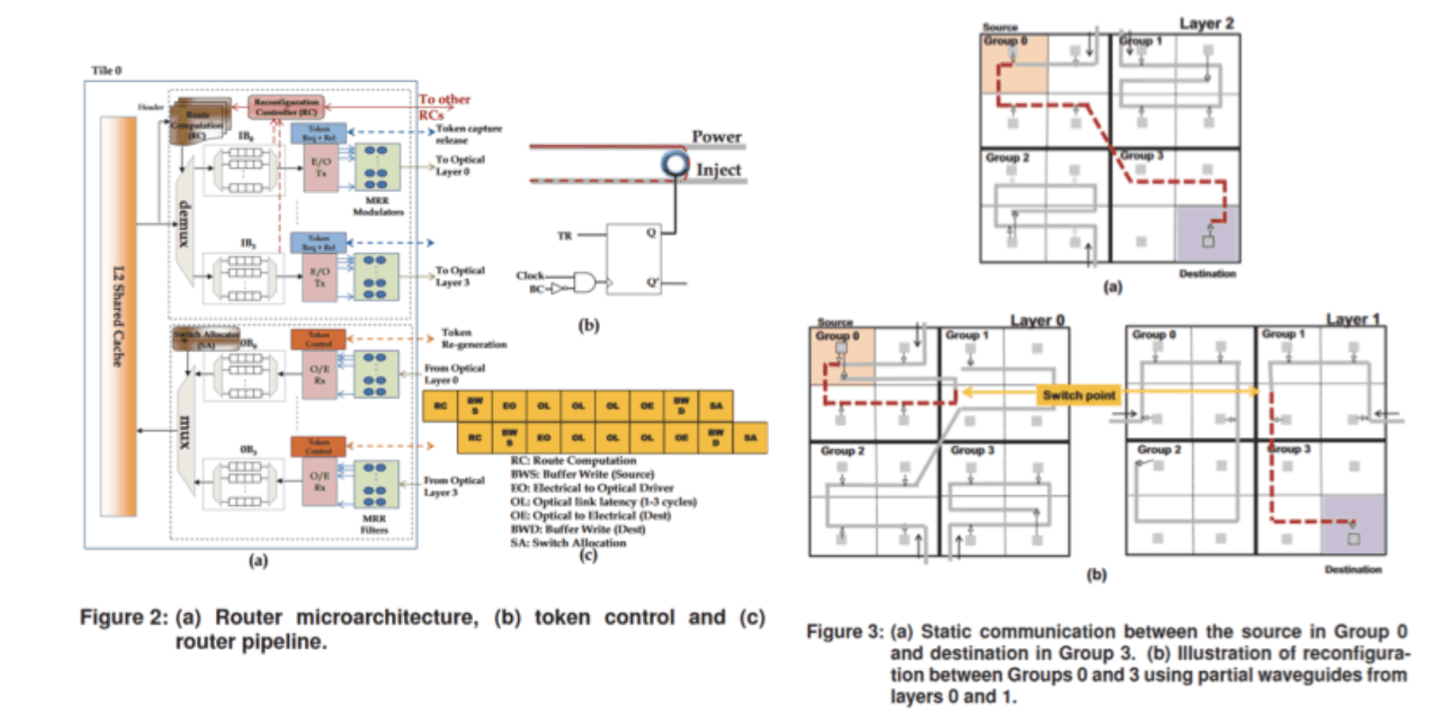 Tile 0
Header
Route
Computation
(RC)
Reconfiguration
Controller (RC)
To other
RCs
IB0
Token
Req + Rel
Token capture
release
E/O
Tx
To Optical
Layer 0
MRR
Modulators
demux
IB3
Token
Req + Rel
E/O
Tx
To Optical
Layer 3
L2 Shared Cache
Switch Allocator
(SA)
OB0
Token
Control
Token
Re-generation
O/E
Rx
From Optical
Layer 0
mux
OB3
Token
Control
O/E
Rx
From Optical
Layer 3
MRR
Filters
(a)
Power
Inject
TR
Q
Clock
BC
Q'
(b)
RC BWS EO OL OL OL OE BWD SA
RC BWS EO OL OL OL OE BWD SA
RC: Route Computation
BWS: Buffer Write (Source)
EO: Electrical to Optical Driver
OL: Optical link latency (1-3 cycles)
OE: Optical to Electrical (Dest)
BWD: Buffer Write (Dest)
SA: Switch Allocation
(c)
Figure 2: (a) Router microarchitecture, (b) token control and (c)
router pipeline.
Source
Layer 2
Group 0
Group 1
Group 2
Group 3
Destination
(a)
Source
Layer 0
Group 0
Group 1
Group 2
Group 3
Switch point
Layer 1
Group 0
Group 1
Group 2
Group 3
Destination
(b)
Figure 3: (a) Static communication between the source in Group 0
and destination in Group 3. (b) Illustration of reconfigura-
tion between Groups 0 and 3 using partial waveguides from
layers 0 and 1.